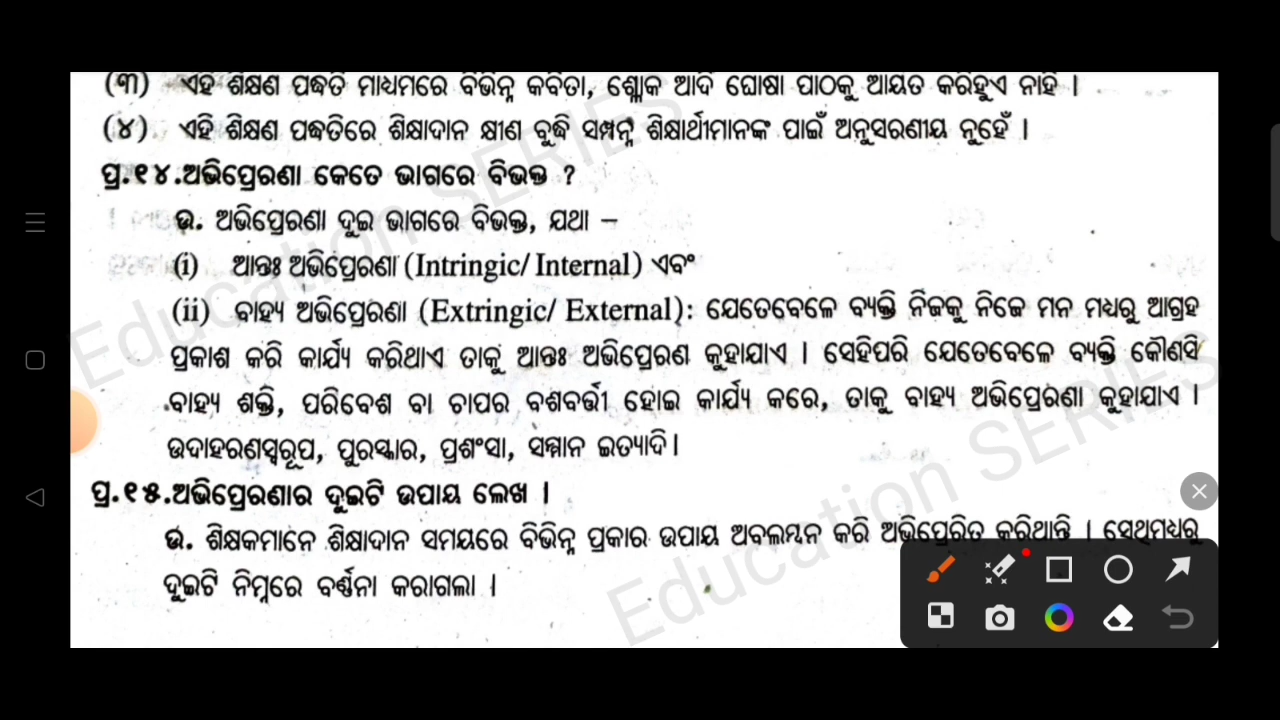 (୩) ଏହି ଶିକ୍ଷଣ ପଦ୍ଧତି ମାଧ୍ୟମରେ ବିଭିନ୍ନ କବିତା, ଶ୍ଳୋକ ଆଦି ଘୋଷା ପାଠକୁ ଆୟତ କରିହୁଏ ନାହିଁ ।
(୪) ଏହି ଶିକ୍ଷଣ ପଦ୍ଧତିରେ ଶିକ୍ଷାଦାନ କ୍ଷୀଣ ବୁଦ୍ଧି ସମ୍ପନ୍ନ ଶିକ୍ଷାର୍ଥୀମାନଙ୍କ ପାଇଁ ଅନୁସରଣୀୟ ନୁହେଁ ।
ପ୍ର.୧୪.ଅଭିପ୍ରେରଣା କେତେ ଭାଗରେ ବିଭକ୍ତ ?
ଉ. ଅଭିପ୍ରେରଣା ଦୁଇ ଭାଗରେ ବିଭକ୍ତ, ଯଥା –
(i) ଆନ୍ତଃ ଅଭିପ୍ରେରଣା (Intringic/ Internal) ଏବଂ
(ii) ବାହ୍ୟ ଅଭିପ୍ରେରଣା (Extringic/ External): ଯେତେବେଳେ ବ୍ୟକ୍ତି ନିଜକୁ ନିଜେ ମନ ମଧ୍ୟରୁ ଆଗ୍ରହ
ପ୍ରକାଶ କରି କାର୍ଯ୍ୟ କରିଥାଏ ତାକୁ ଆନ୍ତଃ ଅଭିପ୍ରେରଣ କୁହାଯାଏ । ସେହିପରି ଯେତେବେଳେ ବ୍ୟକ୍ତି କୌଣସି
ବାହ୍ୟ ଶକ୍ତି, ପରିବେଶ ବା ଚାପର ବଶବର୍ତ୍ତୀ ହୋଇ କାର୍ଯ୍ୟ କରେ, ତାକୁ ବାହ୍ୟ ଅଭିପ୍ରେରଣା କୁହାଯାଏ ।
ଉଦାହରଣସ୍ୱରୂପ, ପୁରସ୍କାର, ପ୍ରଶଂସା, ସମ୍ମାନ ଇତ୍ୟାଦି।
ପ୍ର.୧୫.ଅଭିପ୍ରେରଣାର ଦୁଇଟି ଉପାୟ ଲେଖ ।
ଉ. ଶିକ୍ଷକମାନେ ଶିକ୍ଷାଦାନ ସମୟରେ ବିଭିନ୍ନ ପ୍ରକାର ଉପାୟ ଅବଲମ୍ବନ କରି ଅଭିପ୍ରେରିତ କରିଥାନ୍ତି । ସେଥିମଧ୍ୟରୁ
ଦୁଇଟି ନିମ୍ନରେ ବର୍ଣ୍ଣନା କରାଗଲା ।
Education SERIES
Education SERIES